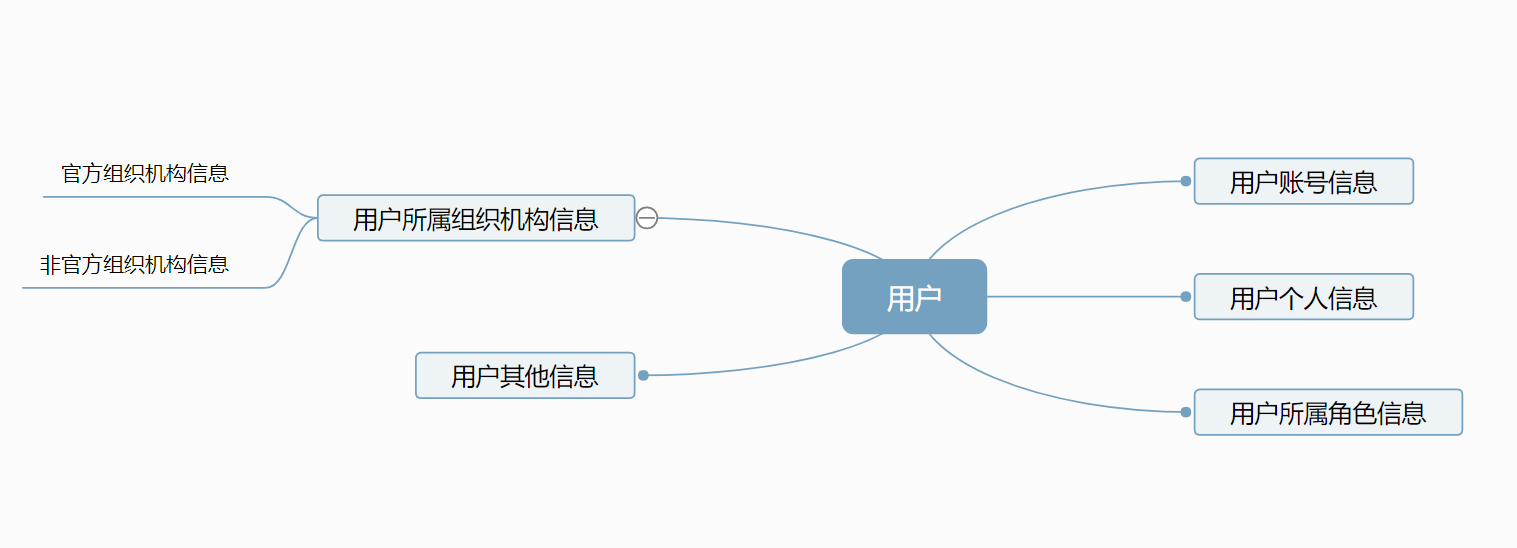 用户
用户账号信息
用户个人信息
用户所属角色信息
用户所属组织机构信息
官方组织机构信息
非官方组织机构信息
用户其他信息